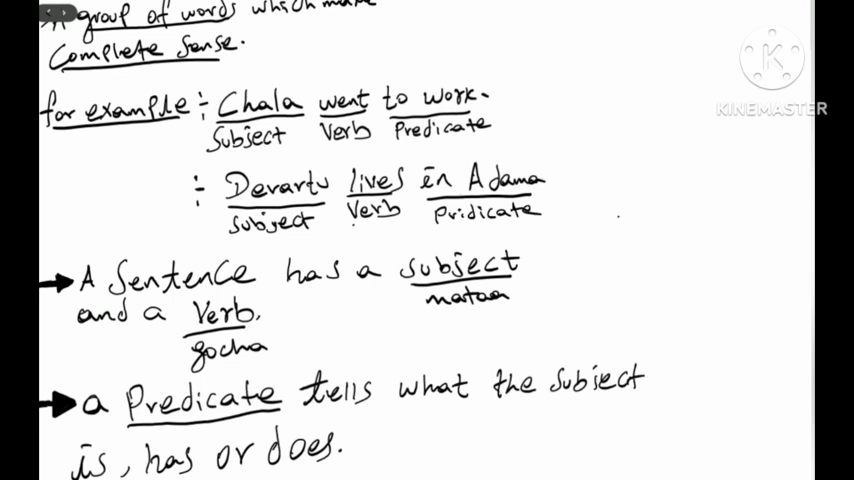 A group of words which make
Complete sense.
for example ÷ Chala went to work.
Subject Verb Predicate
÷ Derartu lives in Adama
Subject Verb Pridicate
→ A Sentence has a subject
mataa
and a Verb.
gocha
→ a Predicate tells what the subject
is, has or does.
K
KINEMASTER